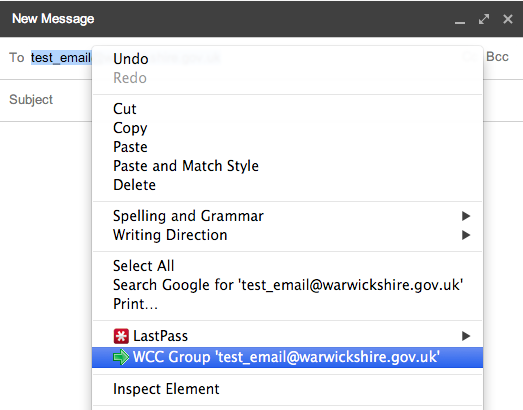 New Message
To test_email Bcc
Subject
Undo
Redo
Cut
Copy
Paste
Paste and Match Style
Delete
Spelling and Grammar
Writing Direction
Select All
Search Google for 'test_email@warwickshire.gov.uk'
Print...
LastPass
WCC Group 'test_email@warwickshire.gov.uk'
Inspect Element